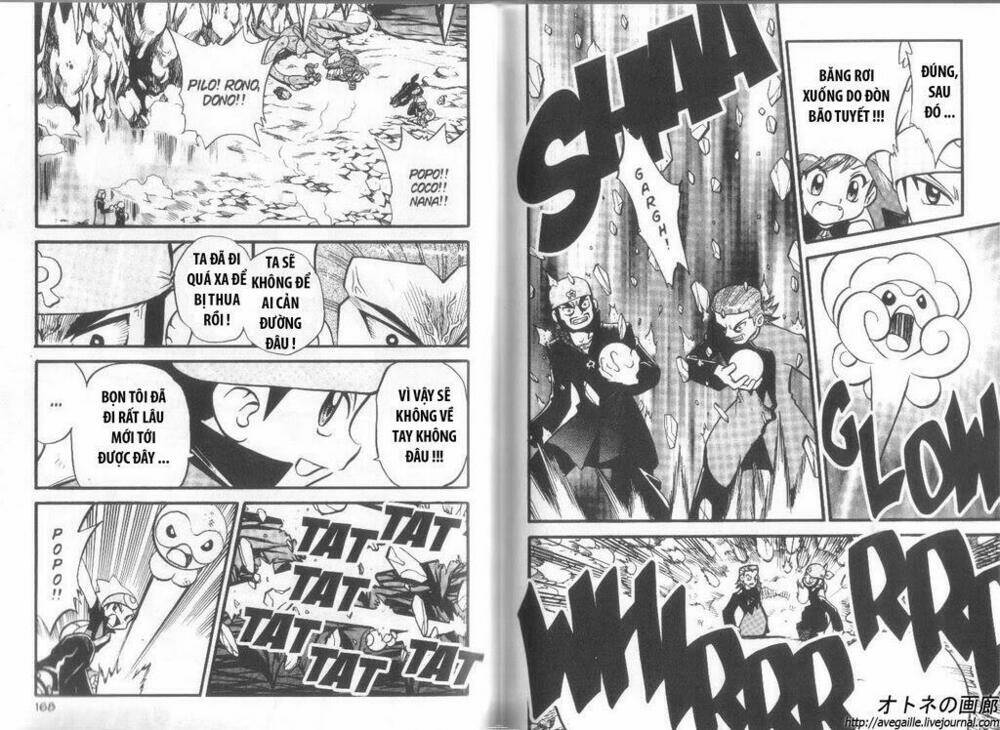 PILO! RONO,
DONO!!
POPO!!
COCO!!
NANA!!
TA ĐÃ ĐI
QUÁ XA ĐỂ
BỊ THUA
RỒI !
TA SẼ
KHÔNG ĐỂ
AI CẢN
ĐƯỜNG
ĐÂU !
R
...
BỌN TÔI ĐÃ
ĐI RẤT LÂU
MỚI TỚI
ĐƯỢC ĐÂY ...
VÌ VẬY SẼ
KHÔNG VỀ
TAY KHÔNG
ĐÂU !!!
POPO!!
TAT
TAT
TAT
TAT
TAT
TAT
168
SHAA
GARGH!
BĂNG RƠI
XUỐNG DO ĐÒN
BÃO TUYẾT !!!
ĐÚNG,
SAU
ĐÓ ...
GLOW
WHRRRR
RRR
オトネの画廊
http://avegaille.livejournal.com